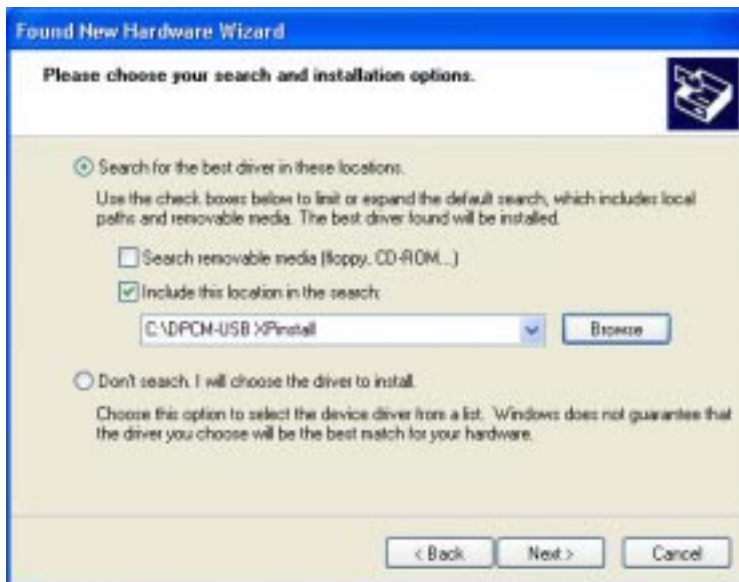 Found New Hardware Wizard
Please choose your search and installation options.
Search for the best driver in these locations.
Use the check boxes below to limit or expand the default search, which includes local
paths and removable media. The best driver found will be installed.
Search removable media (floppy, CD-ROM...)
Include this location in the search:
C:\DPCM-USB XPinstall
Browse
Don't search. I will choose the driver to install.
Choose this option to select the device driver from a list. Windows does not guarantee that
the driver you choose will be the best match for your hardware.
< Back
Next >
Cancel